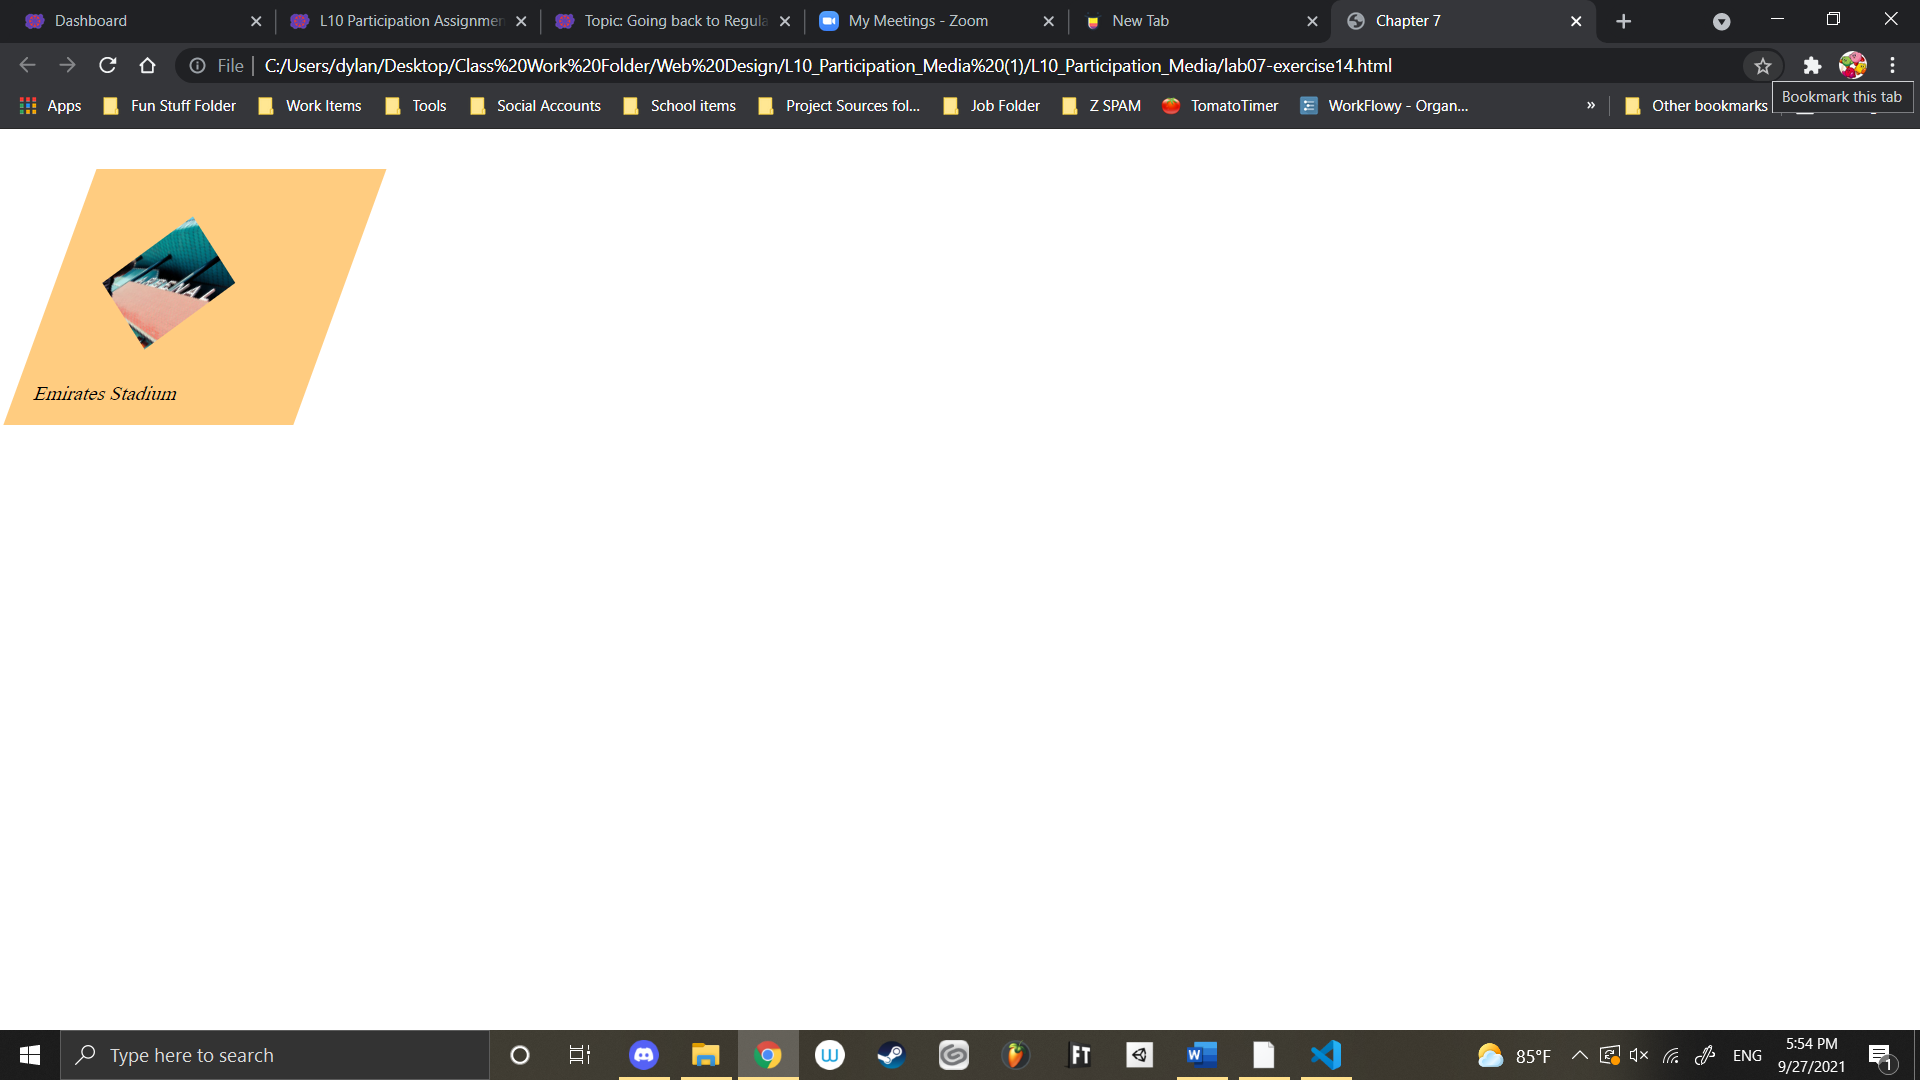 Dashboard
L10 Participation Assignmen
Topic: Going back to Regula
My Meetings - Zoom
New Tab
Chapter 7
File
C:/Users/dylan/Desktop/Class%20Work%20Folder/Web%20Design/L10_Participation_Media%20(1)/L10_Participation_Media/lab07-exercise14.html
Bookmark this tab
Apps
Fun Stuff Folder
Work Items
Tools
Social Accounts
School items
Project Sources fol...
Job Folder
Z SPAM
TomatoTimer
WorkFlowy - Organ...
»
Other bookmarks
ARSENAL
Emirates Stadium
Type here to search
W
FT
W
85°F
ENG
5:54 PM
9/27/2021
1